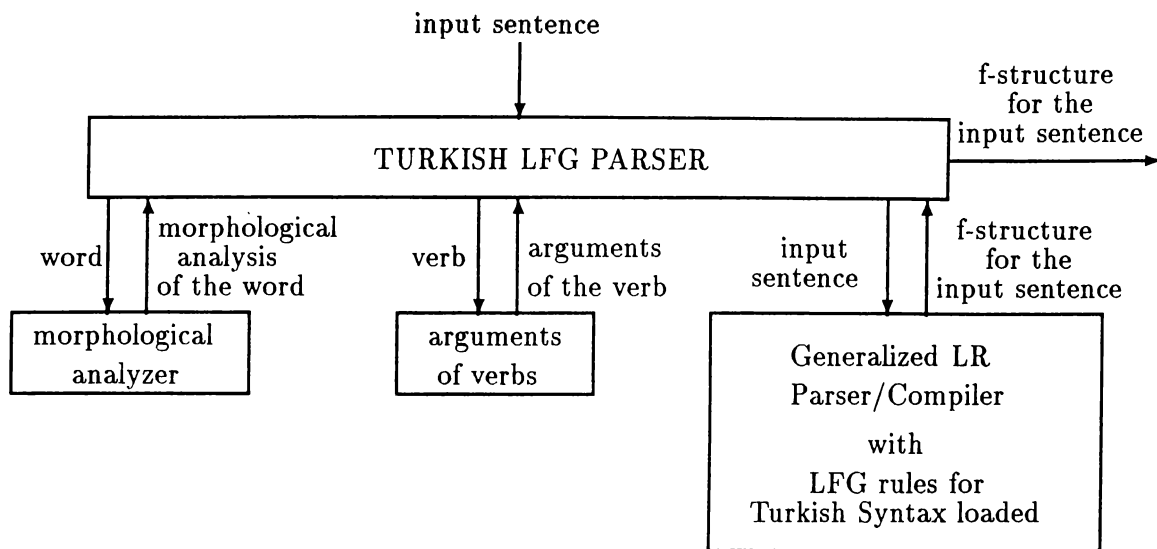 input sentence
f-structure
for the
input sentence
TURKISH LFG PARSER
word
morphological
analysis
of the word
verb
arguments
of the verb
input
sentence
f-structure
for the
input sentence
morphological
analyzer
arguments
of verbs
Generalized LR
Parser/Compiler
with
LFG rules for
Turkish Syntax loaded